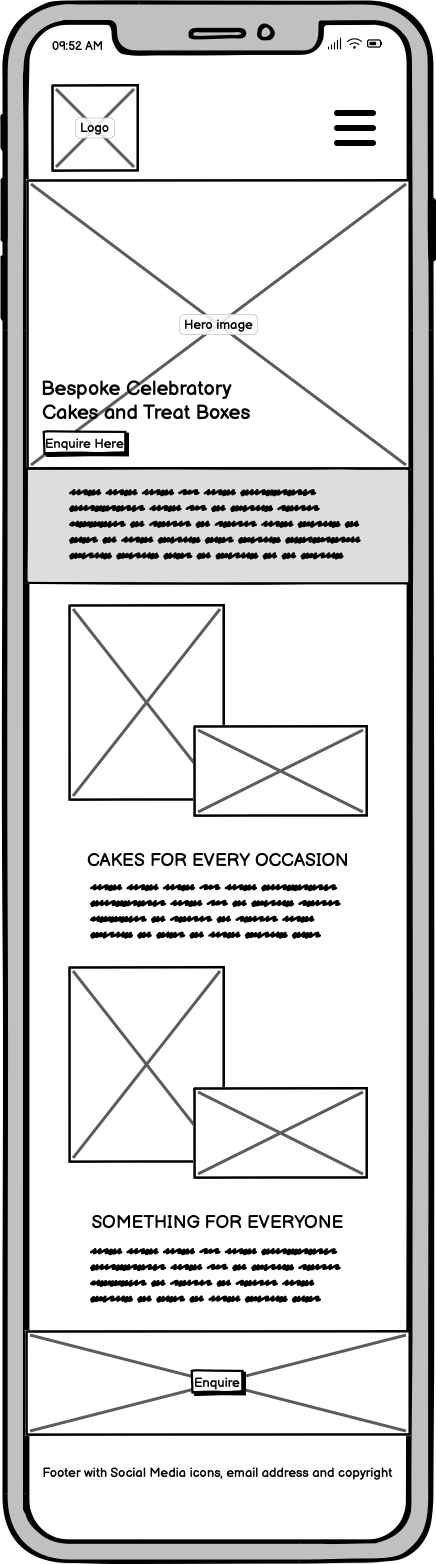 09:52 AM
Logo
Hero image
Bespoke Celebratory
Cakes and Treat Boxes
Enquire Here
CAKES FOR EVERY OCCASION
SOMETHING FOR EVERYONE
Enquire
Footer with Social Media icons, email address and copyright